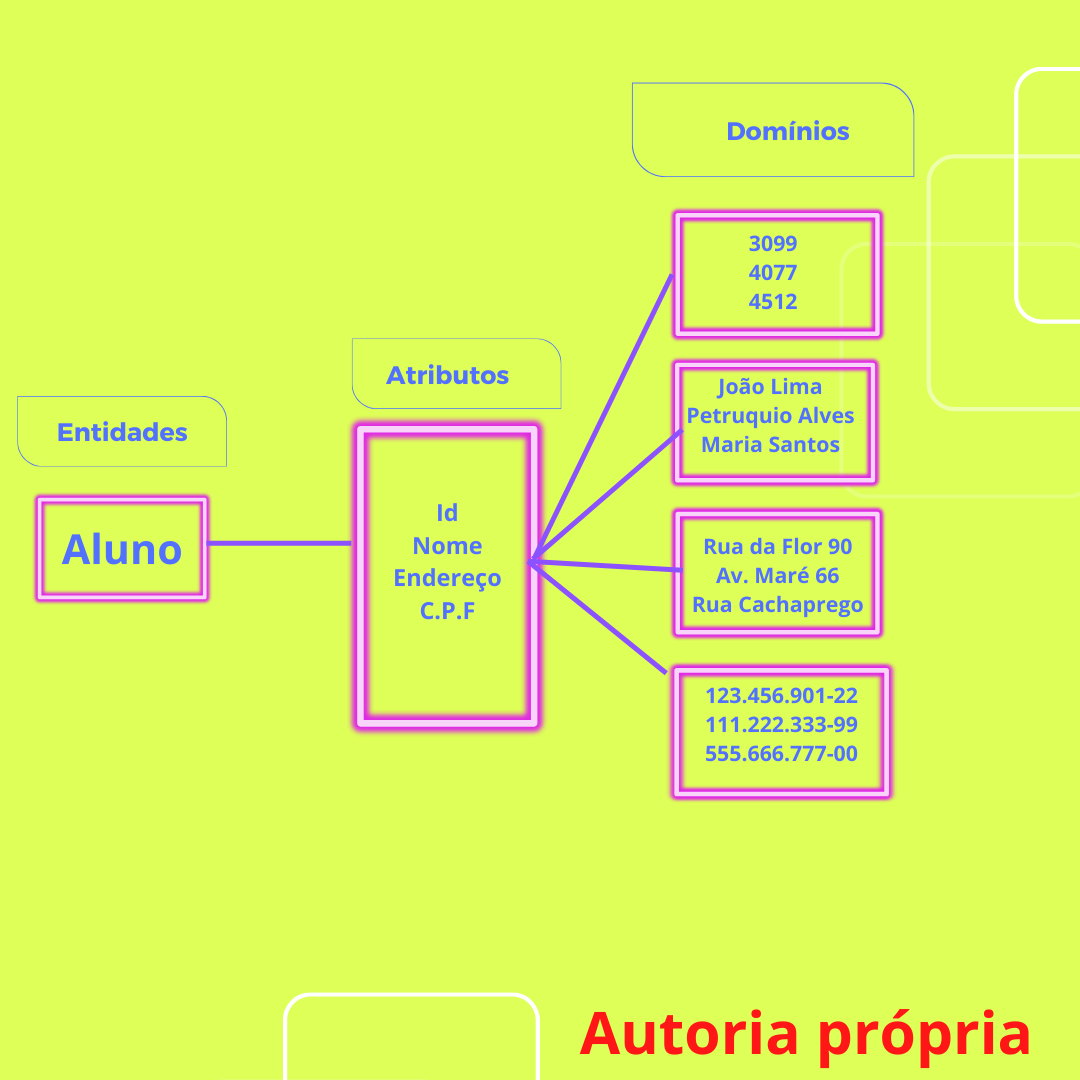 Entidades
Aluno
Atributos
Id
Nome
Endereço
C.P.F
Domínios
3099
4077
4512
João Lima
Petruquio Alves
Maria Santos
Rua da Flor 90
Av. Maré 66
Rua Cachaprego
123.456.901-22
111.222.333-99
555.666.777-00
Autoria própria